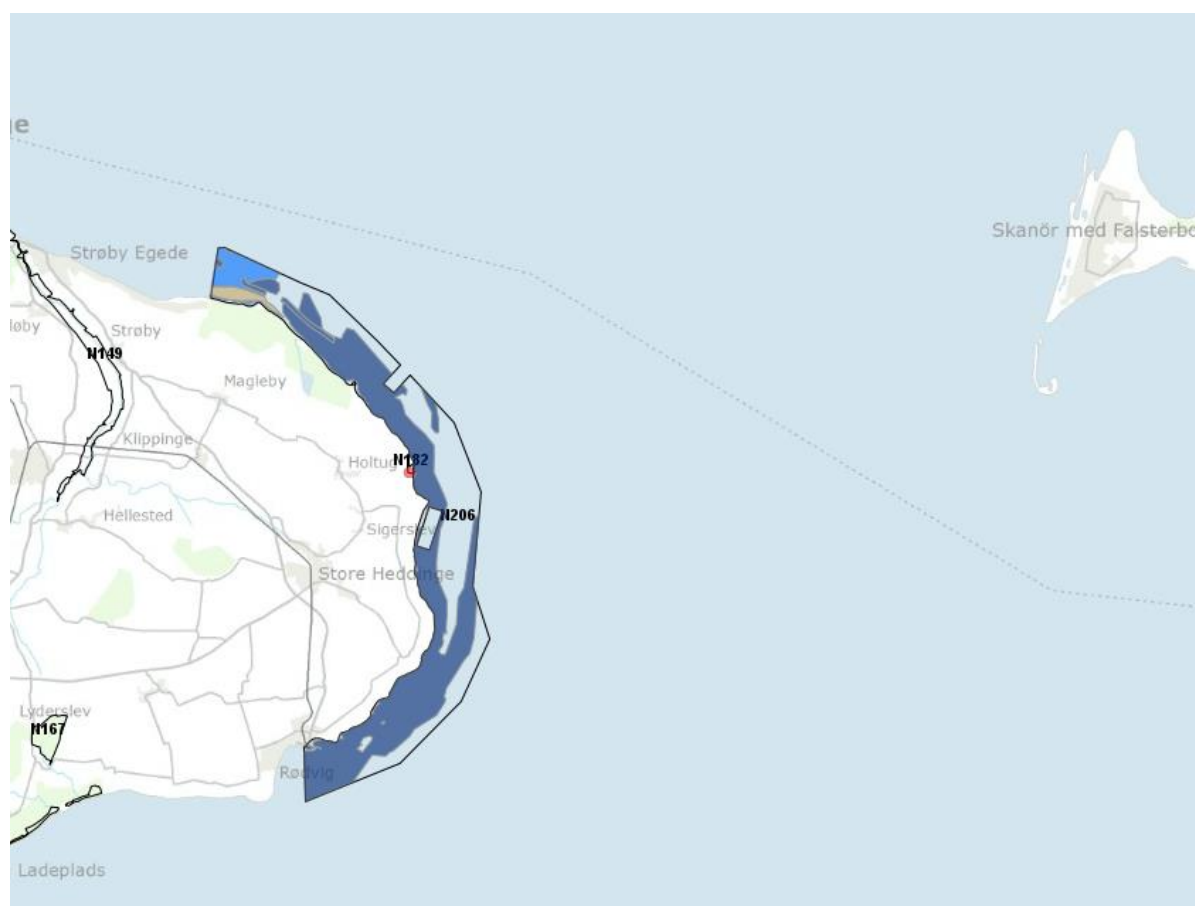 ge
Skanör med Falsterbo
Strøby Egede
Strøby
N149
Magleby
Klippinge
Holtug
N182
Hellested
Sigerslev
N206
Store Heddinge
Lyderslev
N167
Rødvig
Ladeplads